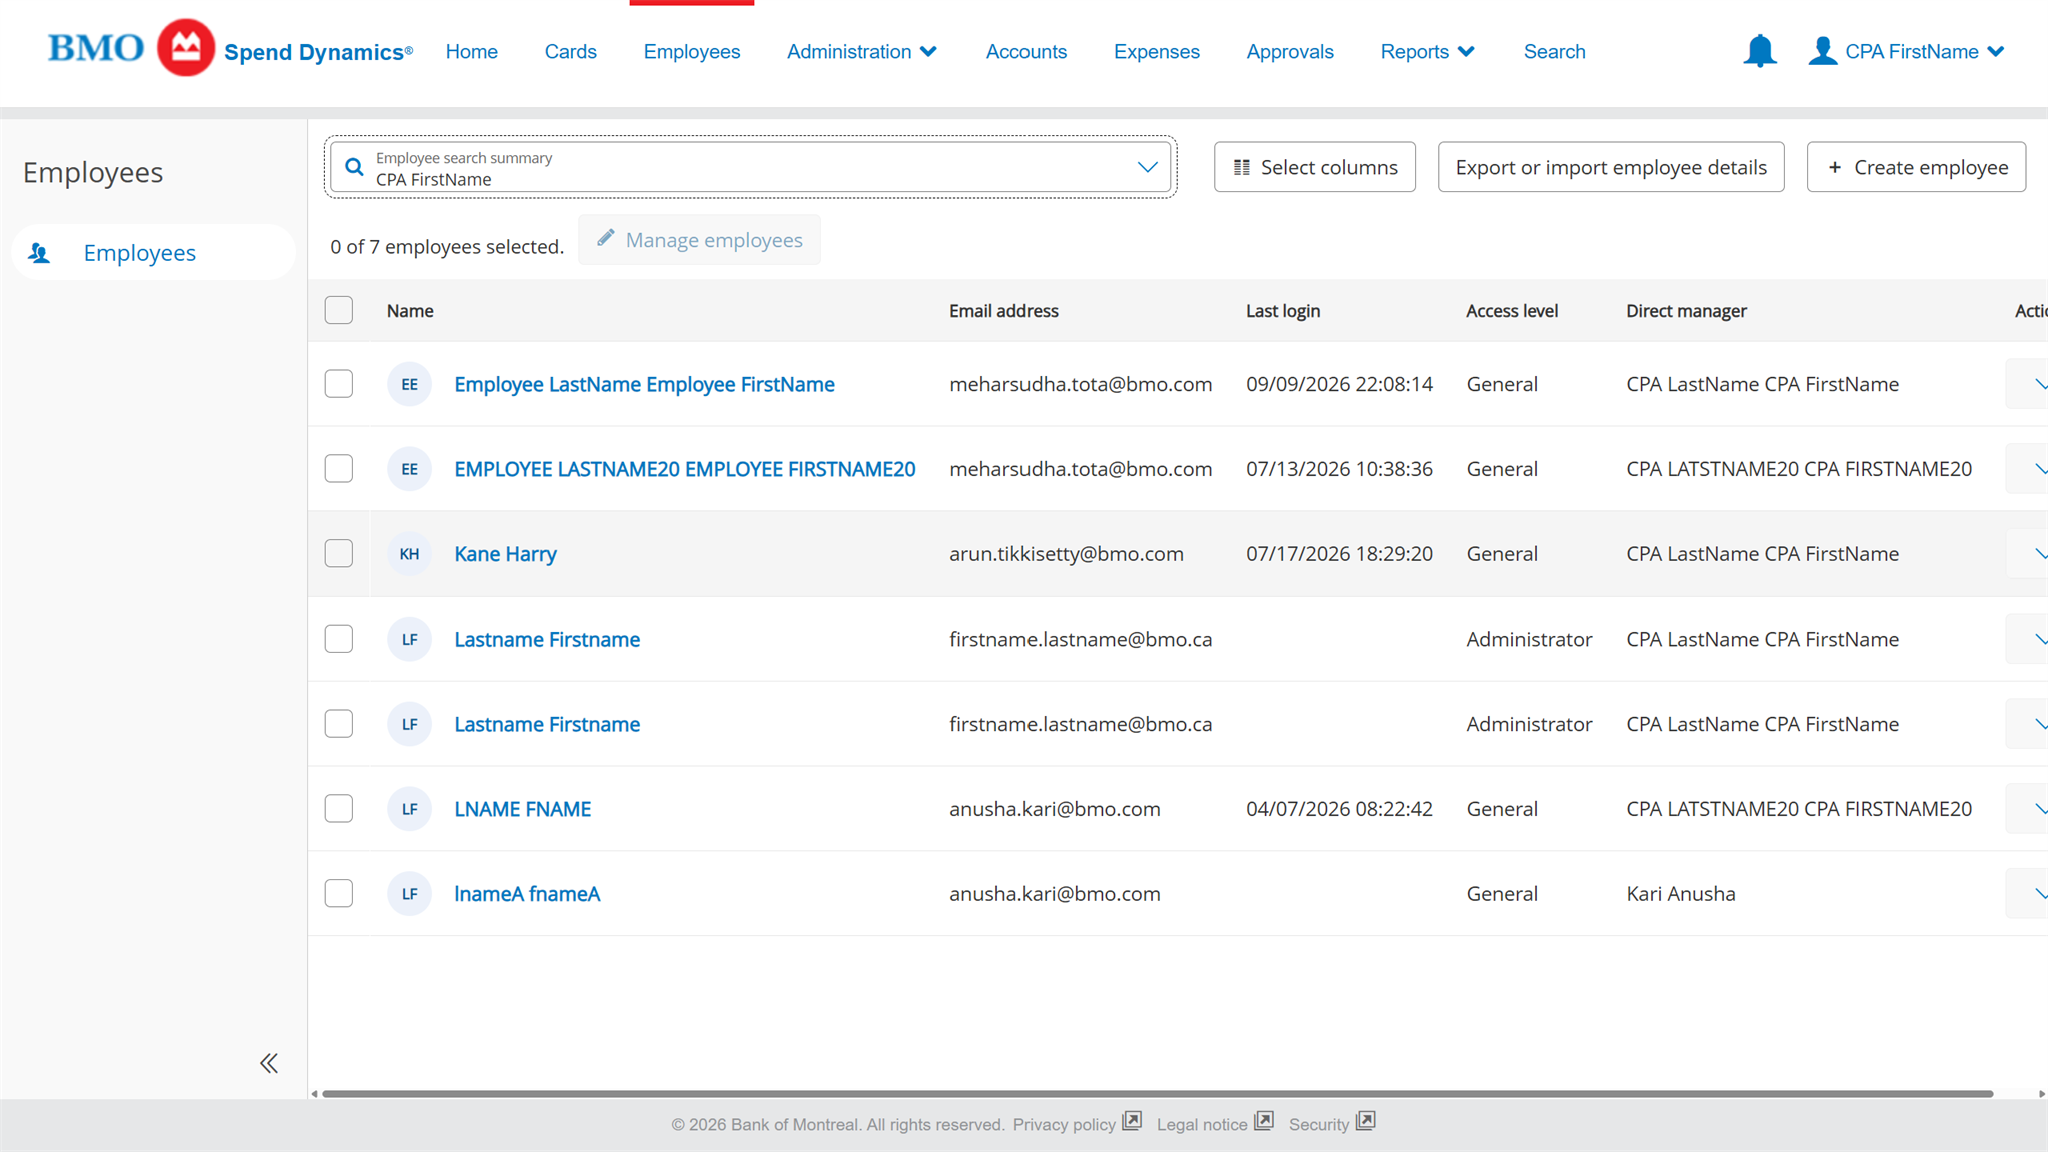 BMO Spend Dynamics® Home Cards Employees Administration Accounts Expenses Approvals Reports Search CPA FirstName
Employees
Employees
Employee search summary
CPA FirstName
Select columns
Export or import employee details
+ Create employee
0 of 7 employees selected.
Manage employees
Name Email address Last login Access level Direct manager Actio
EE Employee LastName Employee FirstName meharsudha.tota@bmo.com 09/09/2026 22:08:14 General CPA LastName CPA FirstName
EE EMPLOYEE LASTNAME20 EMPLOYEE FIRSTNAME20 meharsudha.tota@bmo.com 07/13/2026 10:38:36 General CPA LATSTNAME20 CPA FIRSTNAME20
KH Kane Harry arun.tikkisetty@bmo.com 07/17/2026 18:29:20 General CPA LastName CPA FirstName
LF Lastname Firstname firstname.lastname@bmo.ca Administrator CPA LastName CPA FirstName
LF Lastname Firstname firstname.lastname@bmo.ca Administrator CPA LastName CPA FirstName
LF LNAME FNAME anusha.kari@bmo.com 04/07/2026 08:22:42 General CPA LATSTNAME20 CPA FIRSTNAME20
LF lnameA fnameA anusha.kari@bmo.com General Kari Anusha
© 2026 Bank of Montreal. All rights reserved. Privacy policy Legal notice Security